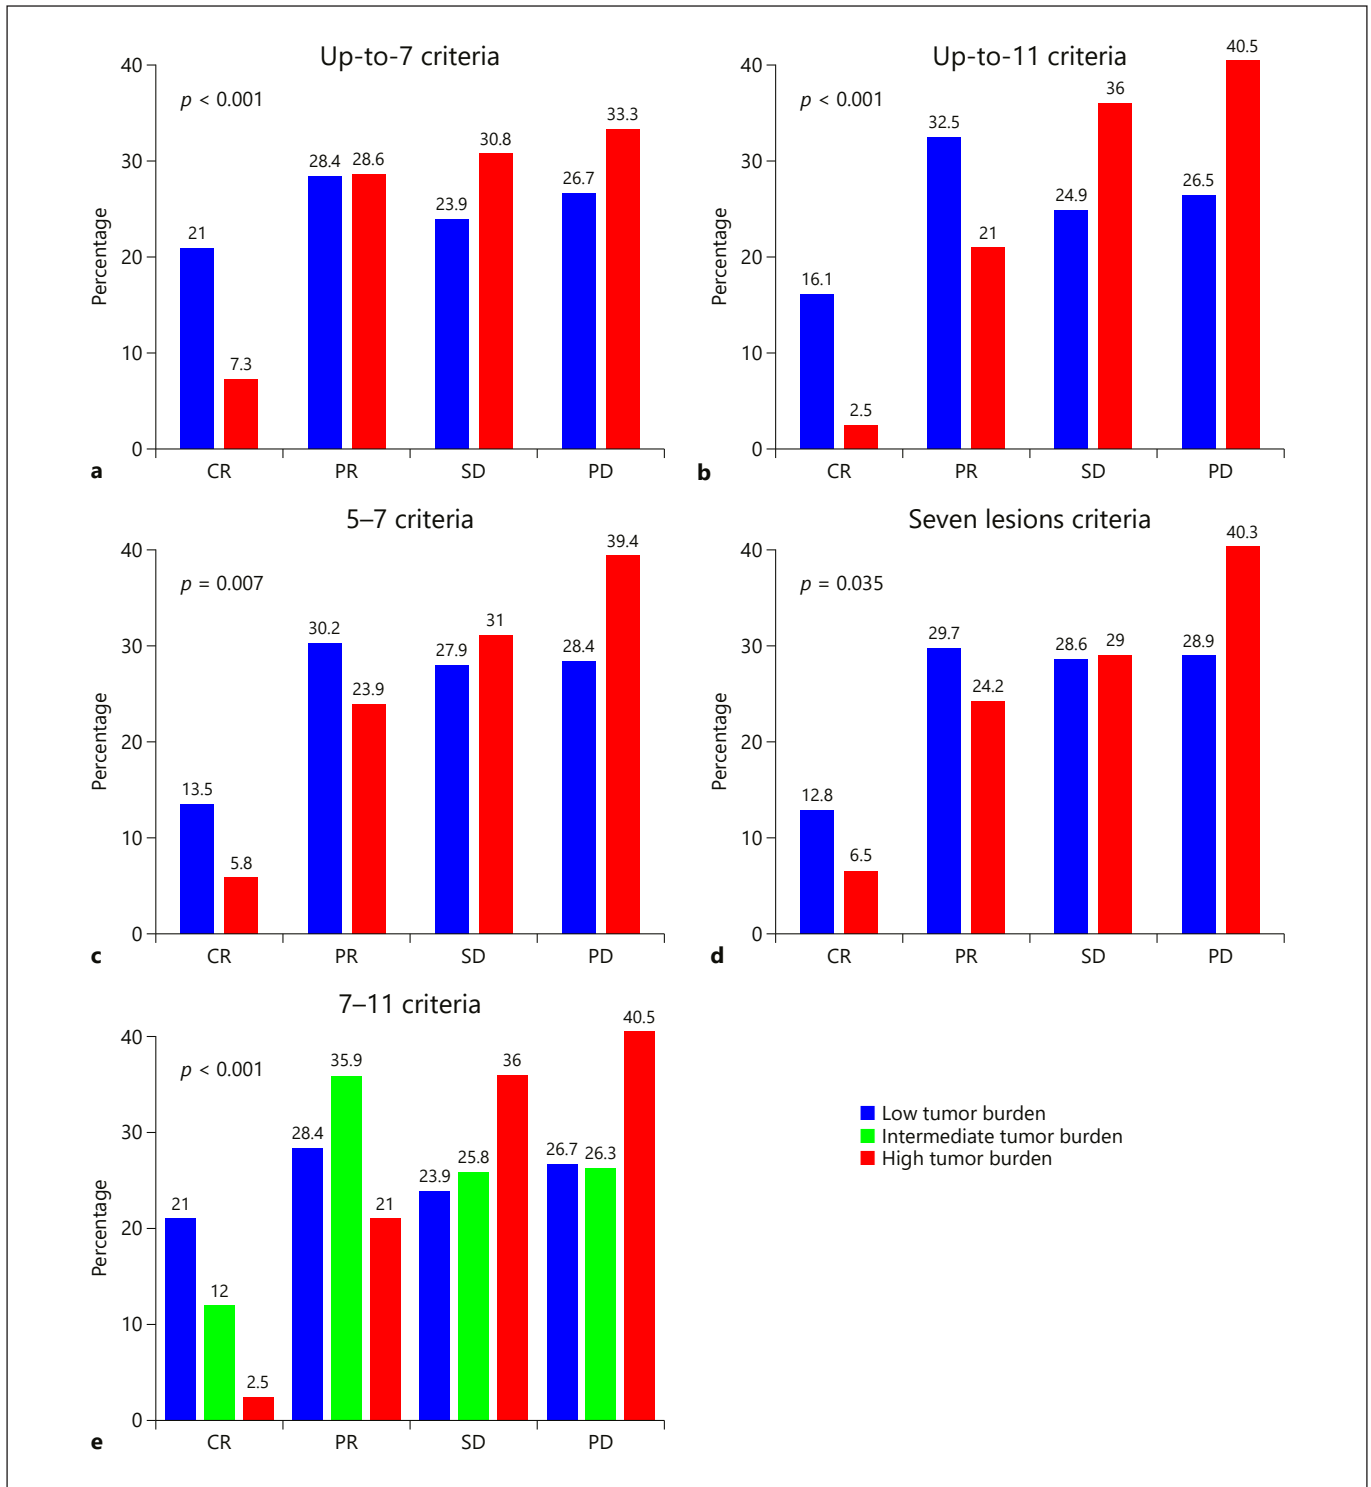 Up-to-7 criteria
p < 0.001
Percentage
40
30
20
10
0
21
7.3
28.4
28.6
23.9
30.8
26.7
33.3
CR
PR
SD
PD
a
Up-to-11 criteria
p < 0.001
Percentage
40
30
20
10
0
16.1
2.5
32.5
21
24.9
36
26.5
40.5
CR
PR
SD
PD
b
5–7 criteria
p = 0.007
Percentage
40
30
20
10
0
13.5
5.8
30.2
23.9
27.9
31
28.4
39.4
CR
PR
SD
PD
c
Seven lesions criteria
p = 0.035
Percentage
40
30
20
10
0
12.8
6.5
29.7
24.2
28.6
29
28.9
40.3
CR
PR
SD
PD
d
7–11 criteria
p < 0.001
Percentage
40
30
20
10
0
21
12
2.5
28.4
35.9
21
23.9
25.8
36
26.7
26.3
40.5
CR
PR
SD
PD
e
Low tumor burden
Intermediate tumor burden
High tumor burden